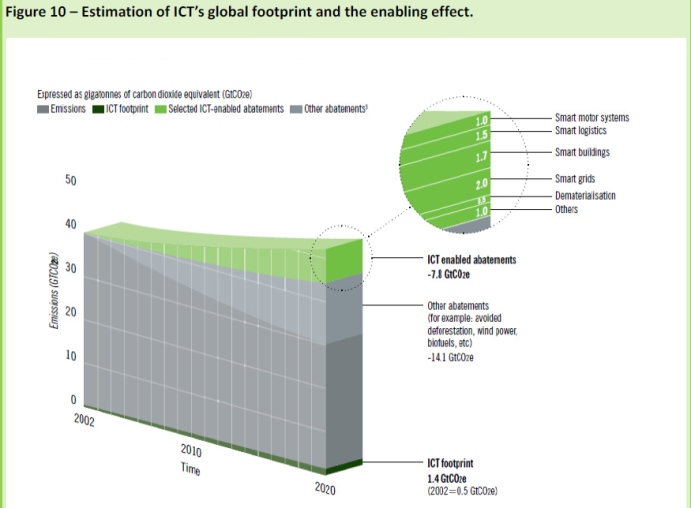 Figure 10 – Estimation of ICT's global footprint and the enabling effect.
Expressed as gigatonnes of carbon dioxide equivalent (GtCO2e)
Emissions ICT footprint Selected ICT-enabled abatements Other abatements³
50
40
30
20
10
0
Emissions (GTCO2e)
2002
2010
Time
2020
1.0
1.5
1.7
2.0
0.5
1.0
Smart motor systems
Smart logistics
Smart buildings
Smart grids
Dematerialisation
Others
ICT enabled abatements
-7.8 GtCO2e
Other abatements
(for example: avoided
deforestation, wind power,
biofuels, etc)
-14.1 GtCO2e
ICT footprint
1.4 GtCO2e
(2002=0.5 GtCO2e)